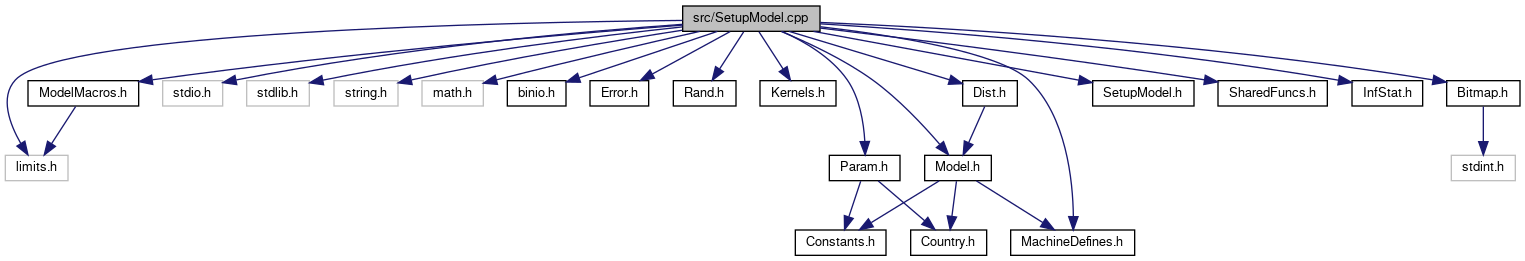 src/SetupModel.cpp
ModelMacros.h
stdio.h
stdlib.h
string.h
math.h
binio.h
Error.h
Rand.h
Kernels.h
Dist.h
SetupModel.h
SharedFuncs.h
InfStat.h
Bitmap.h
limits.h
Param.h
Model.h
stdint.h
Constants.h
Country.h
MachineDefines.h